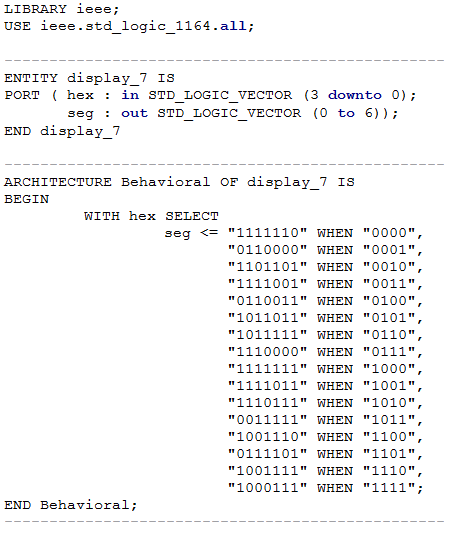 LIBRARY ieee;
USE ieee.std_logic_1164.all;
-------------------------------------------------
ENTITY display_7 IS
PORT ( hex : in STD_LOGIC_VECTOR (3 downto 0);
seg : out STD_LOGIC_VECTOR (0 to 6));
END display_7
-------------------------------------------------
ARCHITECTURE Behavioral OF display_7 IS
BEGIN
WITH hex SELECT
seg <= "1111110" WHEN "0000",
"0110000" WHEN "0001",
"1101101" WHEN "0010",
"1111001" WHEN "0011",
"0110011" WHEN "0100",
"1011011" WHEN "0101",
"1011111" WHEN "0110",
"1110000" WHEN "0111",
"1111111" WHEN "1000",
"1111011" WHEN "1001",
"1110111" WHEN "1010",
"0011111" WHEN "1011",
"1001110" WHEN "1100",
"0111101" WHEN "1101",
"1001111" WHEN "1110",
"1000111" WHEN "1111";
END Behavioral;
-------------------------------------------------